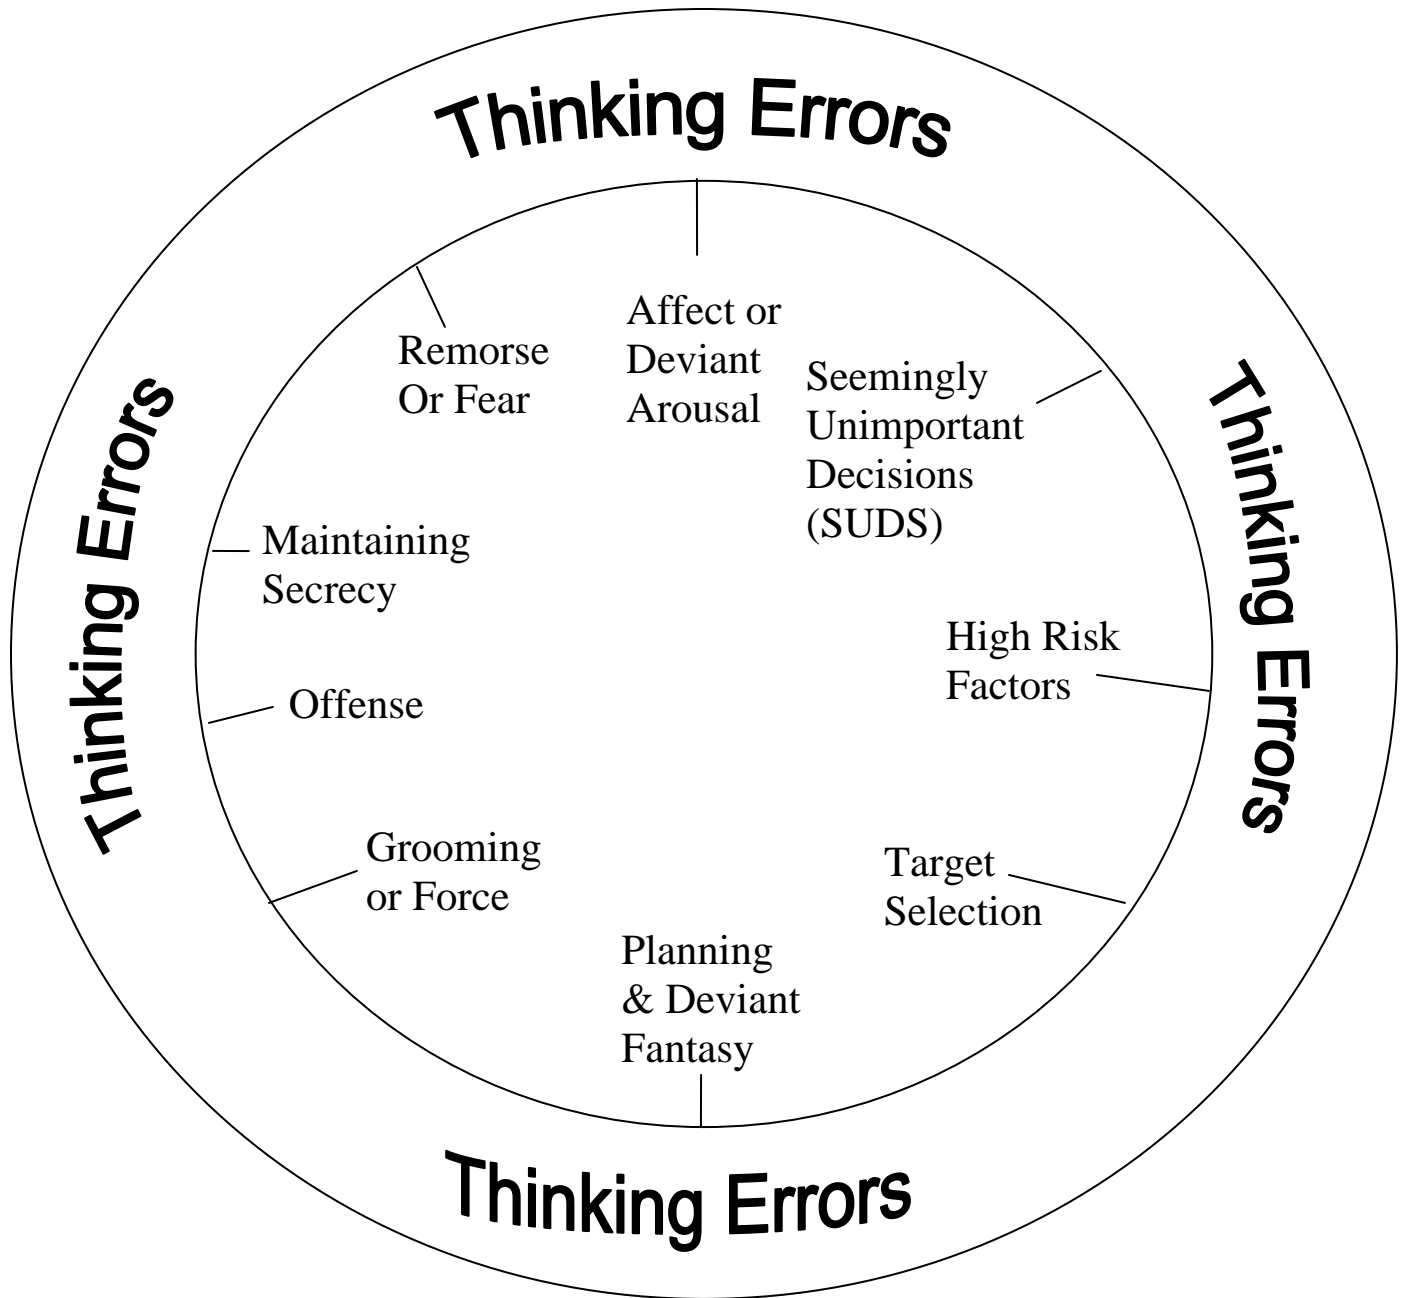 Thinking Errors
Affect or
Deviant
Arousal
Seemingly
Unimportant
Decisions
(SUDS)
Thinking Errors
High Risk
Factors
Target
Selection
Planning
& Deviant
Fantasy
Thinking Errors
Grooming
or Force
Offense
Maintaining
Secrecy
Thinking Errors
Remorse
Or Fear